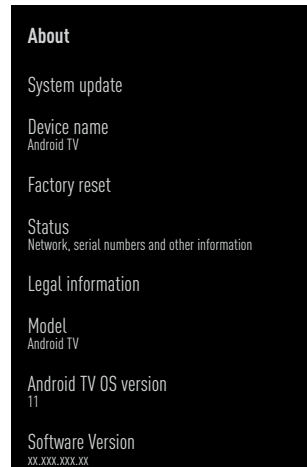 About
System update
Device name
Android TV
Factory reset
Status
Network, serial numbers and other information
Legal information
Model
Android TV
Android TV OS version
11
Software Version
xx.xxx.xxx.xx